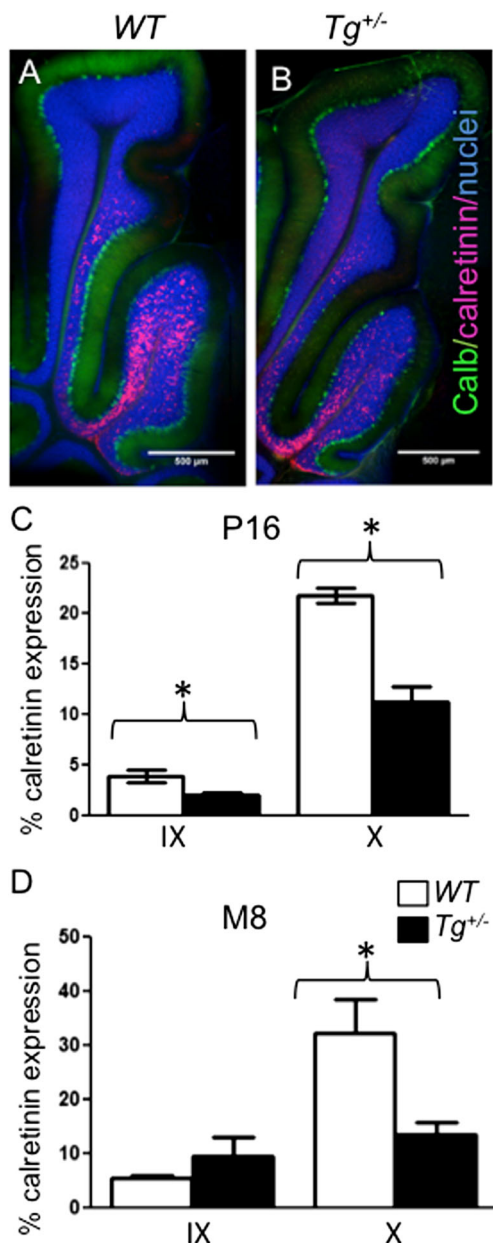 WT Tg+/-
A B
Calb/calretinin/nuclei
500 µm 500 µm
C P16
% calretinin expression
25
20
15
10
5
0
* *
IX X
D M8
WT
Tg+/-
% calretinin expression
50
40
30
20
10
0
*
IX X